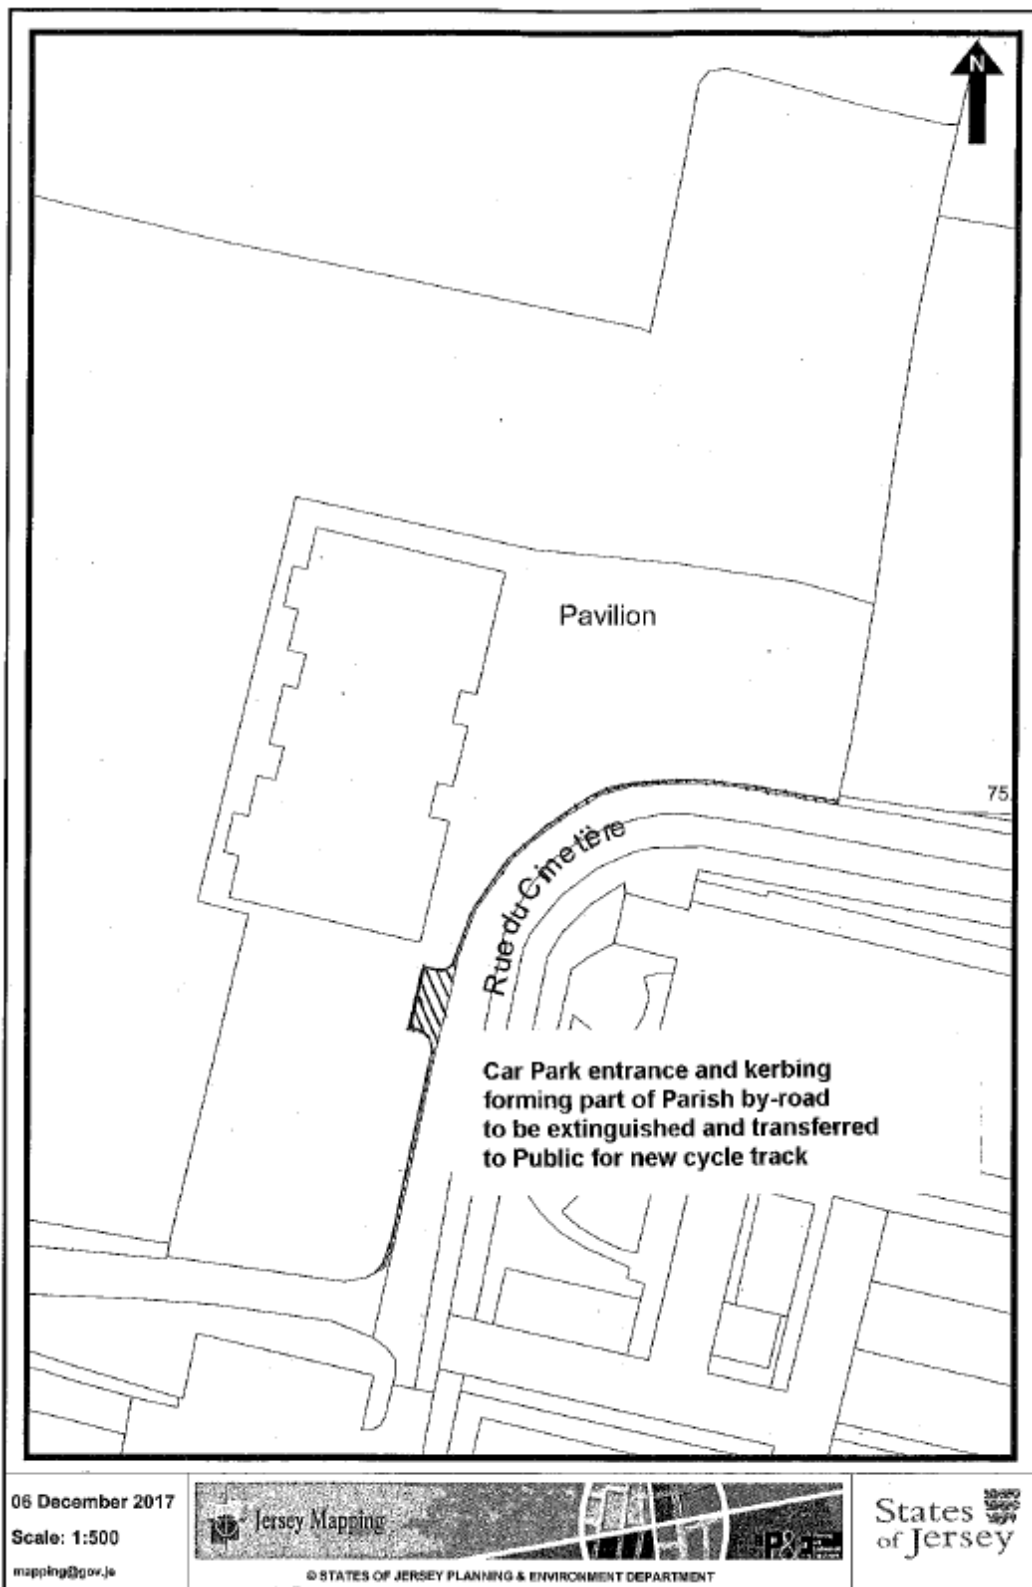 N
Pavilion
75.
Rue du Cimetière
Car Park entrance and kerbing
forming part of Parish by-road
to be extinguished and transferred
to Public for new cycle track
06 December 2017
Scale: 1:500
mapping@gov.je
Jersey Mapping
P&E
© STATES OF JERSEY PLANNING & ENVIRONMENT DEPARTMENT
States
of Jersey